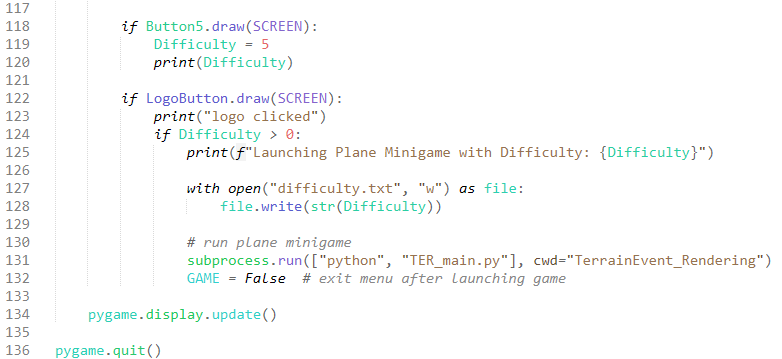 117
118 if Button5.draw(SCREEN):
119 Difficulty = 5
120 print(Difficulty)
121
122 if LogoButton.draw(SCREEN):
123 print("logo clicked")
124 if Difficulty > 0:
125 print(f"Launching Plane Minigame with Difficulty: {Difficulty}")
126
127 with open("difficulty.txt", "w") as file:
128 file.write(str(Difficulty))
129
130 # run plane minigame
131 subprocess.run(["python", "TER_main.py"], cwd="TerrainEvent_Rendering")
132 GAME = False # exit menu after launching game
133
134 pygame.display.update()
135
136 pygame.quit()